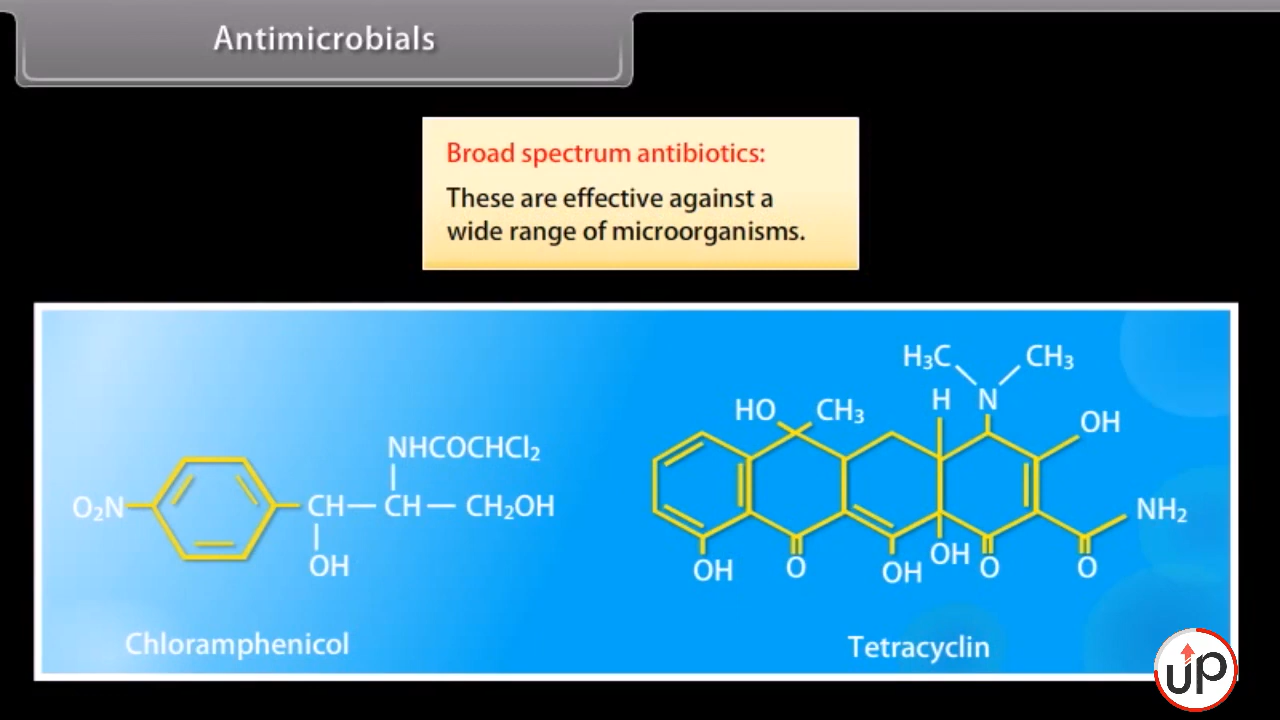 Antimicrobials
Broad spectrum antibiotics:
These are effective against a
wide range of microorganisms.
NHCOCHCl₂
O₂N
CH — CH — CH₂OH
OH
Chloramphenicol
H₃C
CH₃
H
N
HO
CH₃
OH
NH₂
OH
O
OH
OH
O
O
Tetracyclin
UP